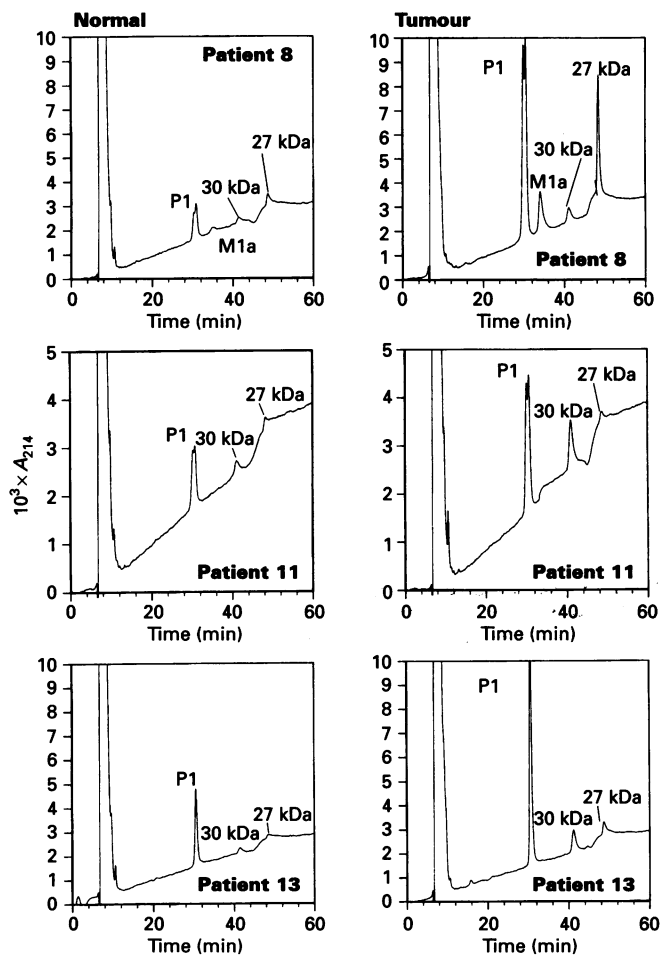 Normal
Tumour
10
9
8
7
6
5
4
3
2
1
0
Patient 8
P1
30 kDa
27 kDa
M1a
0
20
40
60
Time (min)
10
9
8
7
6
5
4
3
2
1
0
P1
27 kDa
30 kDa
M1a
Patient 8
0
20
40
60
Time (min)
10³ × A₂₁₄
5
4
3
2
1
0
27 kDa
P1
30 kDa
Patient 11
0
20
40
60
Time (min)
5
4
3
2
1
0
P1
27 kDa
30 kDa
Patient 11
0
20
40
60
Time (min)
10
9
8
7
6
5
4
3
2
1
0
P1
27 kDa
30 kDa
Patient 13
0
20
40
60
Time (min)
10
9
8
7
6
5
4
3
2
1
0
P1
27 kDa
30 kDa
Patient 13
0
20
40
60
Time (min)